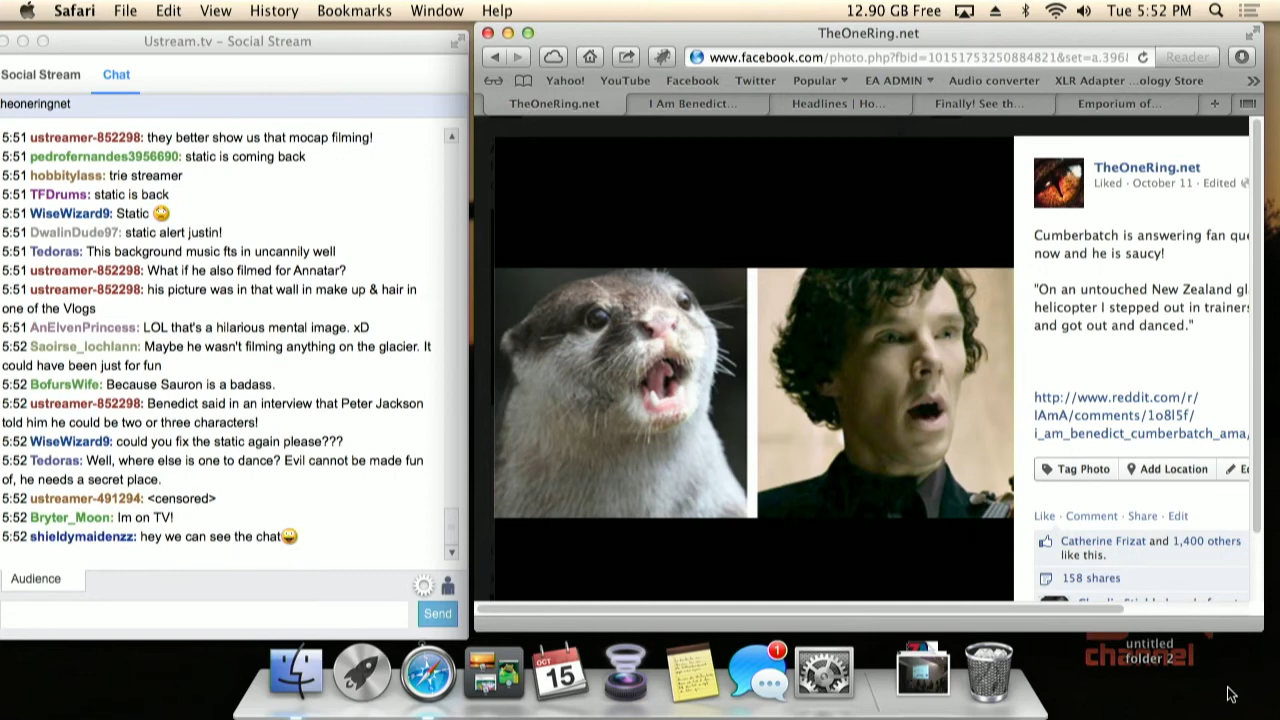 Safari File Edit View History Bookmarks Window Help 12.90 GB Free Tue 5:52 PM
Ustream.tv – Social Stream
Social Stream Chat
heoneringnet
5:51 ustreamer-852298: they better show us that mocap filming!
5:51 pedrofernandes3956690: static is coming back
5:51 hobbitylass: trie streamer
5:51 TFDrums: static is back
5:51 WiseWizard9: Static
5:51 DwalinDude97: static alert justin!
5:51 Tedoras: This background music fts in uncannily well
5:51 ustreamer-852298: What if he also filmed for Annatar?
5:51 ustreamer-852298: his picture was in that wall in make up & hair in
one of the Vlogs
5:51 AnElvenPrincess: LOL that's a hilarious mental image. xD
5:52 Saoirse_lochlann: Maybe he wasn't filming anything on the glacier. It
could have been just for fun
5:52 BofursWife: Because Sauron is a badass.
5:52 ustreamer-852298: Benedict said in an interview that Peter Jackson
told him he could be two or three characters!
5:52 WiseWizard9: could you fix the static again please???
5:52 Tedoras: Well, where else is one to dance? Evil cannot be made fun
of, he needs a secret place.
5:52 ustreamer-491294: <censored>
5:52 Bryter_Moon: Im on TV!
5:52 shieldymaidenzz: hey we can see the chat
Audience
Send
TheOneRing.net
www.facebook.com/photo.php?fbid=10151753250884821&set=a.396 Reader
Yahoo! YouTube Facebook Twitter Popular EA ADMIN Audio converter XLR Adapter ...ology Store
TheOneRing.net I Am Benedict... Headlines | Ho... Finally! See th... Emporium of...
TheOneRing.net
Liked · October 11 · Edited
Cumberbatch is answering fan que
now and he is saucy!
"On an untouched New Zealand gl
helicopter I stepped out in trainers
and got out and danced."
http://www.reddit.com/r/
IAmA/comments/1o8l5f/
i_am_benedict_cumberbatch_ama/
Tag Photo Add Location Ed
Like · Comment · Share · Edit
Catherine Frizat and 1,400 others
like this.
158 shares
OCT
15
1
untitled
folder 2
channel